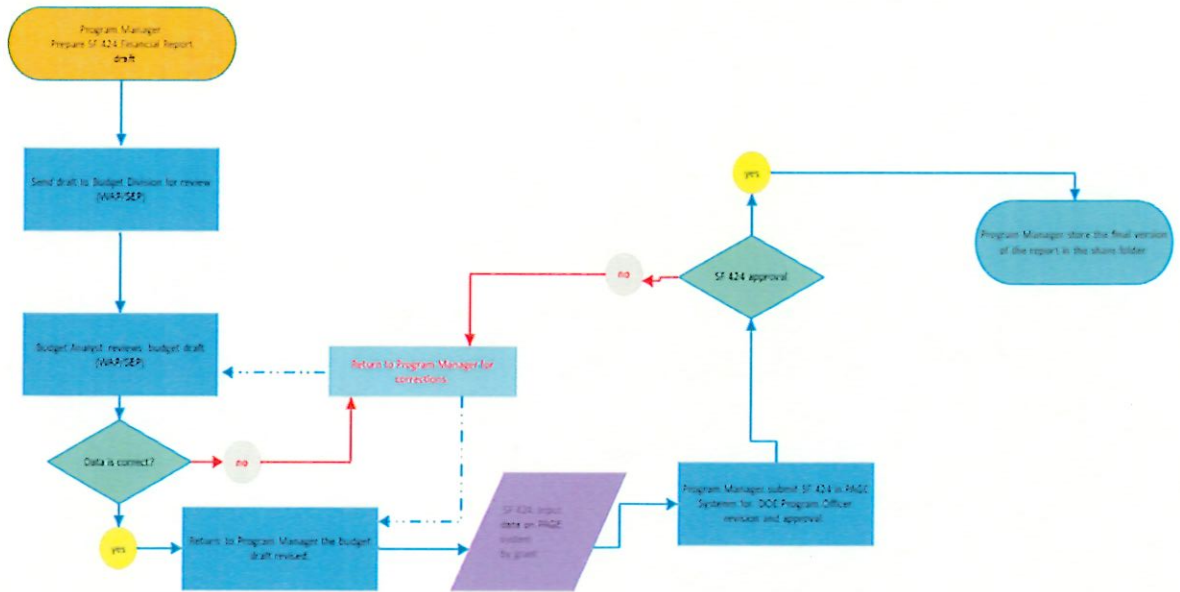 Program Manager
Prepare SF 424 Financial Report
draft
Send draft to Budget Division for review
(WAP/SEP)
Budget Analyst reviews budget draft
(WAP/SEP)
Data is correct?
no
yes
Return to Program Manager for
corrections
Return to Program Manager the budget
draft revised.
SF 424 input
data on PAGE
system
by grant
Program Manager submit SF 424 in PAGE
Systems for DOE Program Officer
revision and approval
SF 424 approval
no
yes
Program Manager store the final version
of the report in the share folder